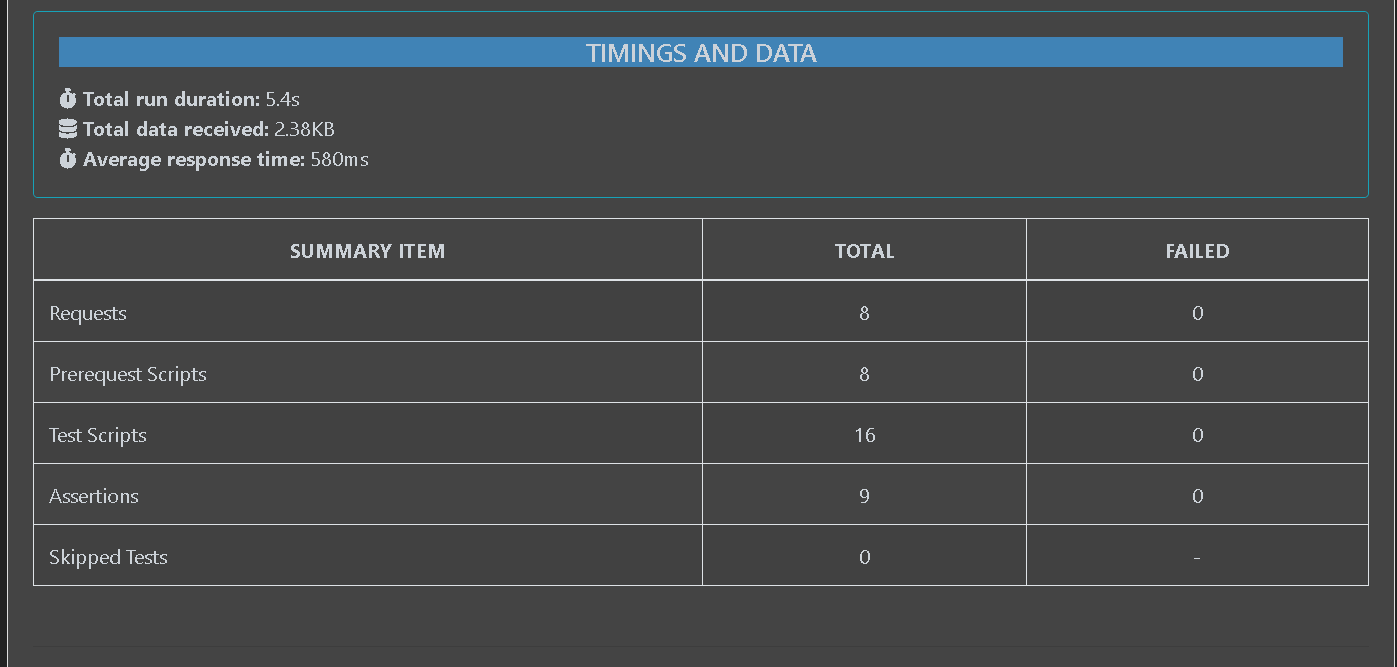 TIMINGS AND DATA
Total run duration: 5.4s
Total data received: 2.38KB
Average response time: 580ms
SUMMARY ITEM TOTAL FAILED
Requests 8 0
Prerequest Scripts 8 0
Test Scripts 16 0
Assertions 9 0
Skipped Tests 0 -